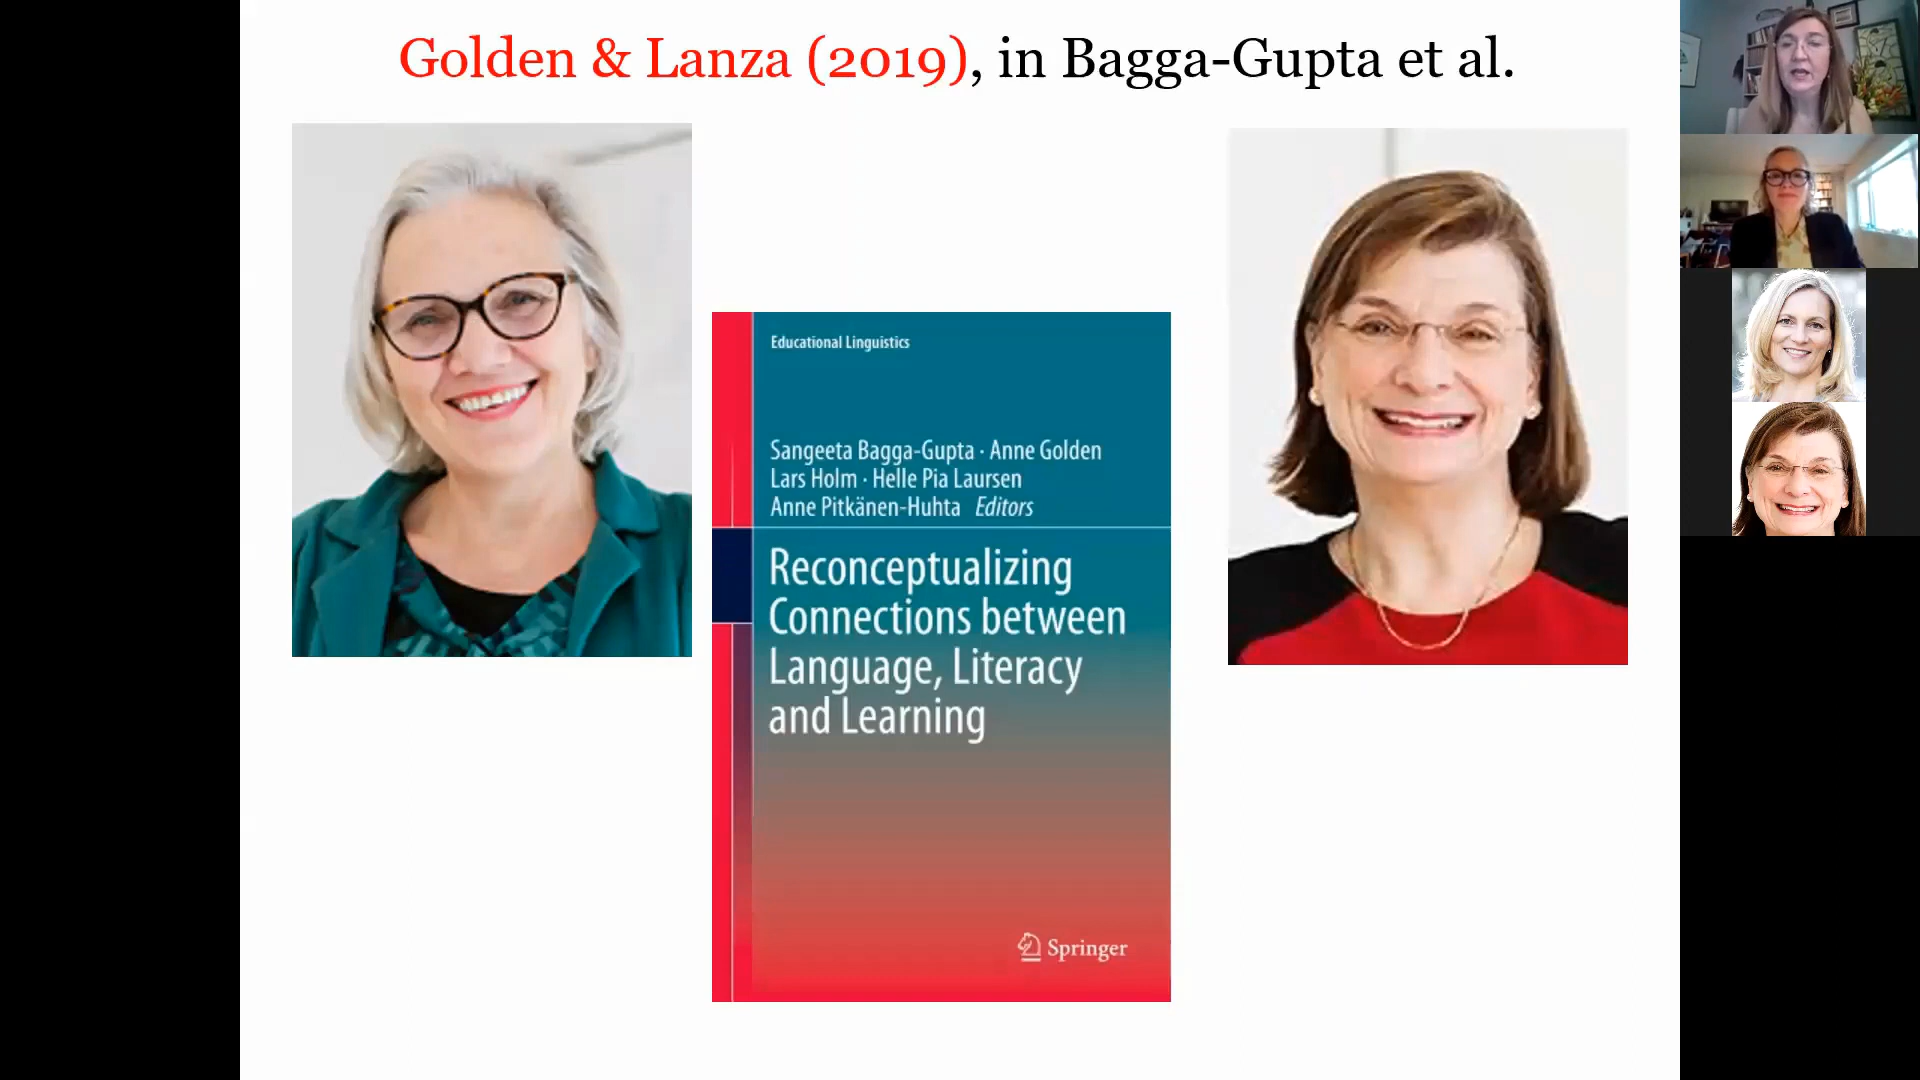 Golden & Lanza (2019), in Bagga-Gupta et al.
Educational Linguistics
Sangeeta Bagga-Gupta · Anne Golden
Lars Holm · Helle Pia Laursen
Anne Pitkänen-Huhta Editors
Reconceptualizing
Connections between
Language, Literacy
and Learning
Springer